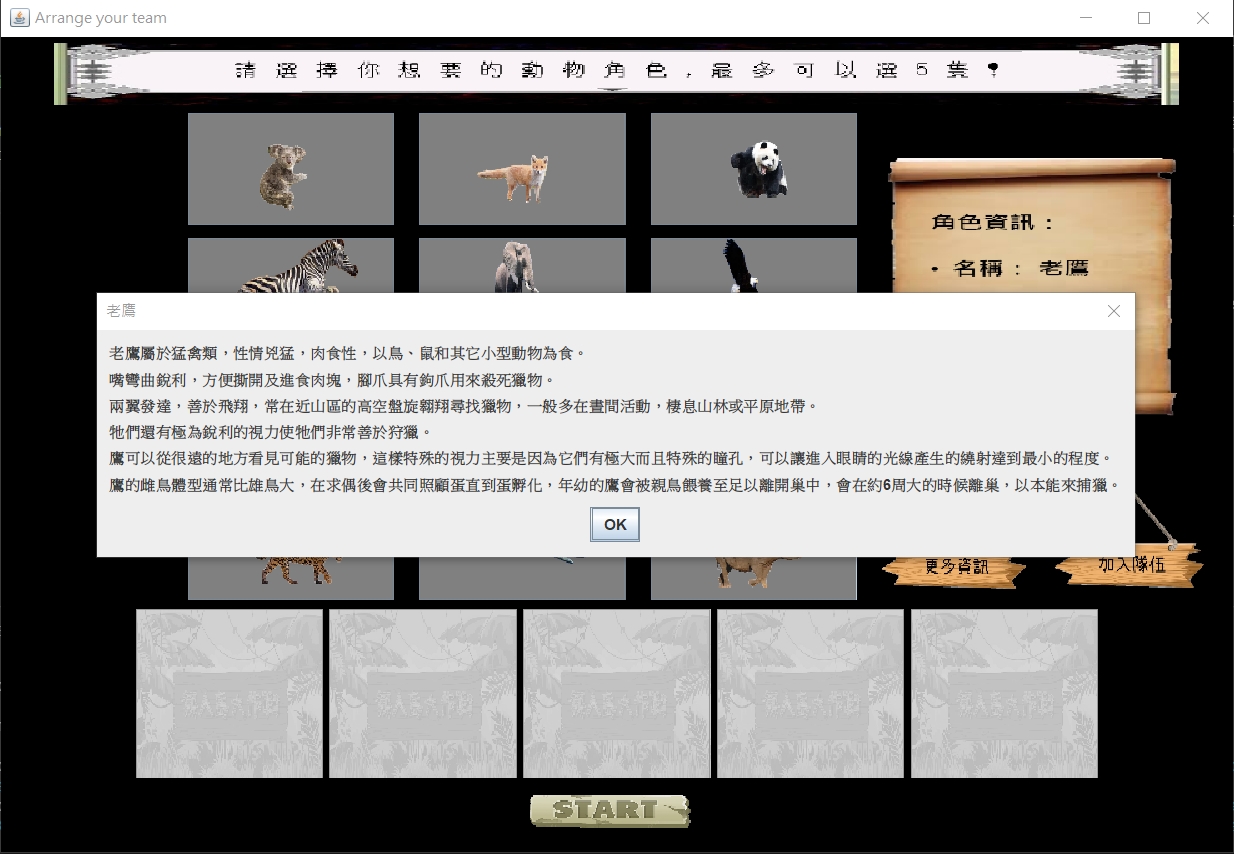 Arrange your team
請選擇你想要的動物角色，最多可以選5隻！
角色資訊：
• 名稱： 老鷹
老鷹
老鷹屬於猛禽類，性情兇猛，肉食性，以鳥、鼠和其它小型動物為食。
嘴彎曲銳利，方便撕開及進食肉塊，腳爪具有鉤爪用來殺死獵物。
兩翼發達，善於飛翔，常在近山區的高空盤旋翱翔尋找獵物，一般多在晝間活動，棲息山林或平原地帶。
牠們還有極為銳利的視力使牠們非常善於狩獵。
鷹可以從很遠的地方看見可能的獵物，這樣特殊的視力主要是因為它們有極大而且特殊的瞳孔，可以讓進入眼睛的光線產生的繞射達到最小的程度。
鷹的雌鳥體型通常比雄鳥大，在求偶後會共同照顧蛋直到蛋孵化，年幼的鷹會被親鳥餵養至足以離開巢中，會在約6周大的時候離巢，以本能來捕獵。
OK
更多資訊
加入隊伍
START